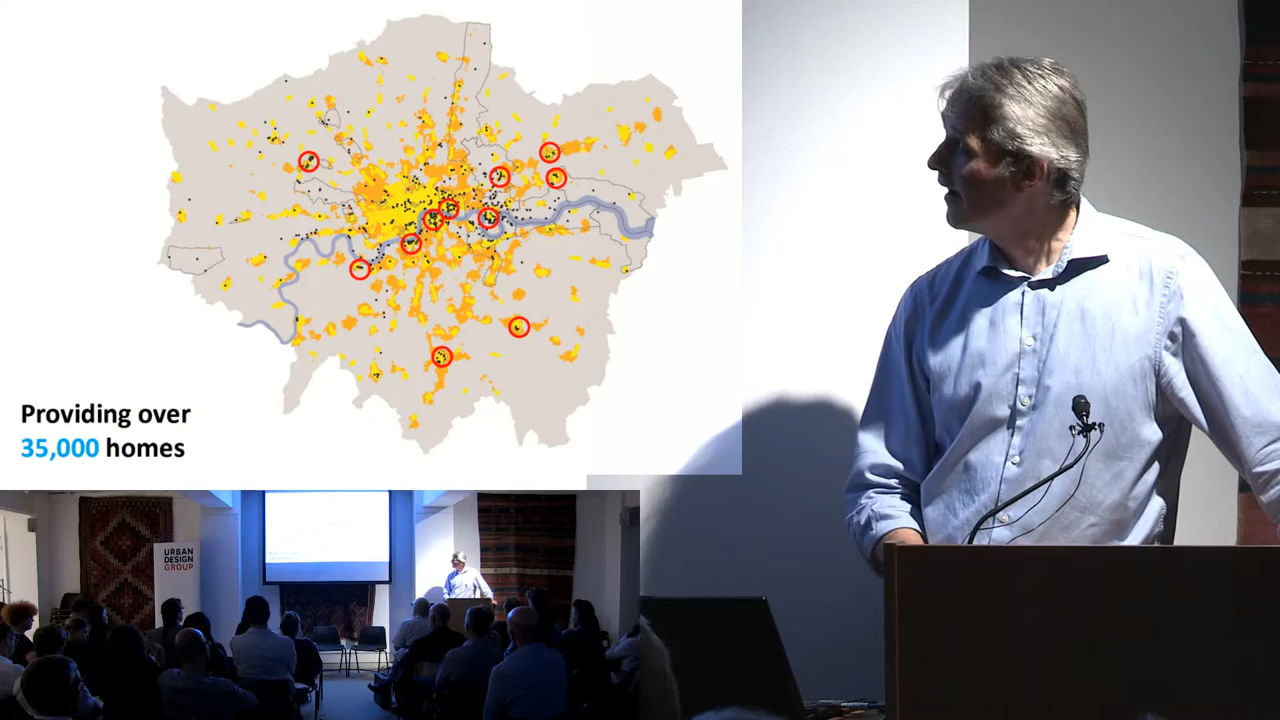 Providing over
35,000 homes
URBAN
DESIGN
GROUP